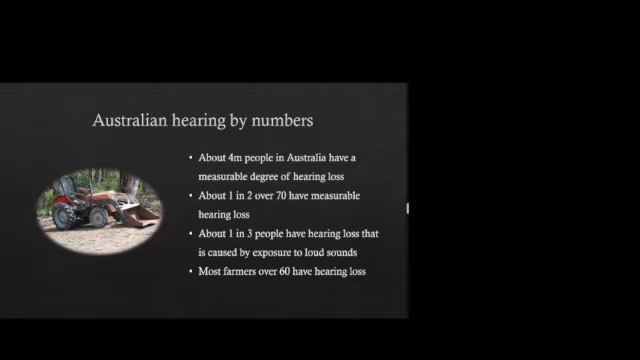 Australian hearing by numbers
• About 4m people in Australia have a
measurable degree of hearing loss
• About 1 in 2 over 70 have measurable
hearing loss
• About 1 in 3 people have hearing loss that
is caused by exposure to loud sounds
• Most farmers over 60 have hearing loss